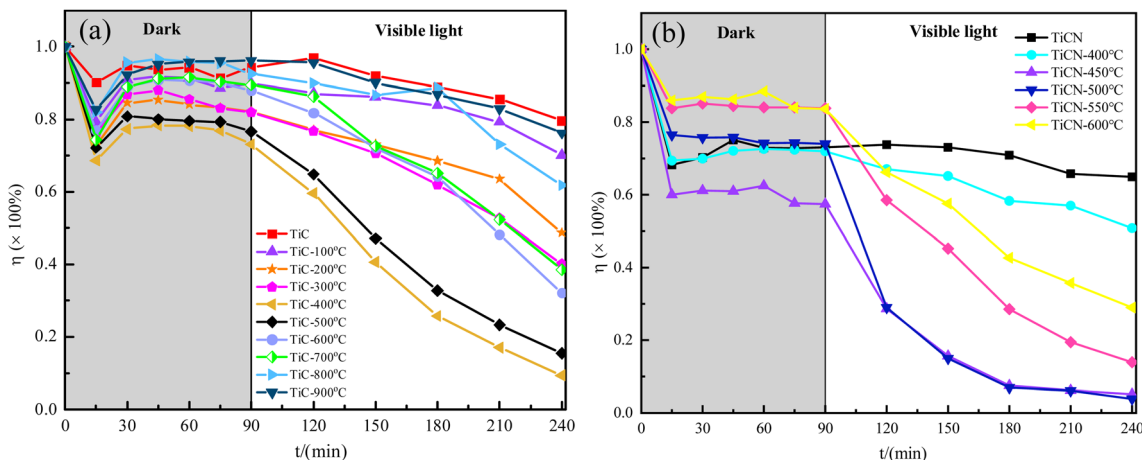 (a)
Dark
Visible light
η (× 100%)
1.0
0.8
0.6
0.4
0.2
0.0
TiC
TiC-100°C
TiC-200°C
TiC-300°C
TiC-400°C
TiC-500°C
TiC-600°C
TiC-700°C
TiC-800°C
TiC-900°C
0 30 60 90 120 150 180 210 240
t/(min)
(b)
Dark
Visible light
η (× 100%)
1.0
0.8
0.6
0.4
0.2
0.0
TiCN
TiCN-400°C
TiCN-450°C
TiCN-500°C
TiCN-550°C
TiCN-600°C
0 30 60 90 120 150 180 210 240
t/(min)